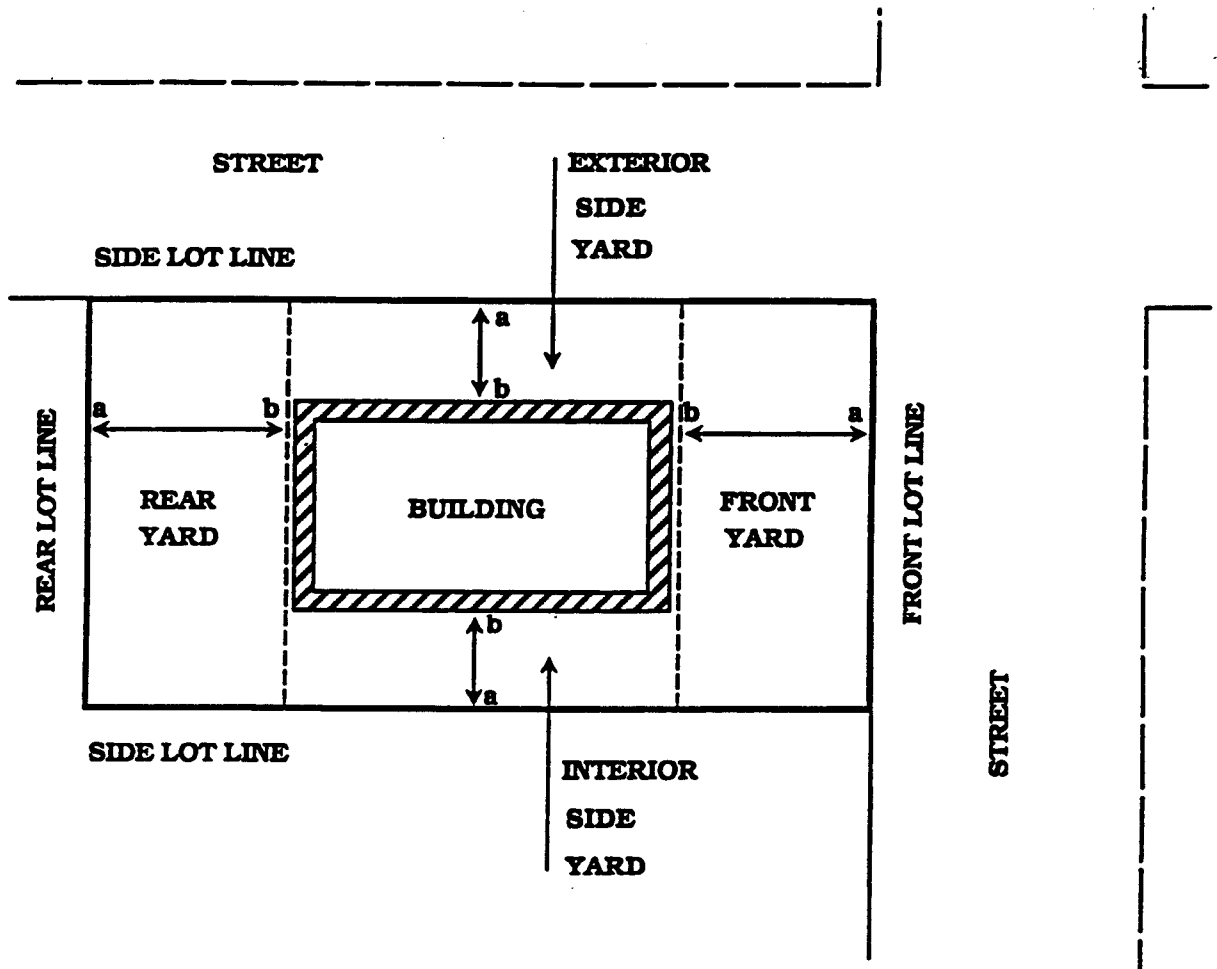 STREET
EXTERIOR
SIDE
YARD
SIDE LOT LINE
a
b
a
b
b
a
REAR LOT LINE
REAR
YARD
BUILDING
FRONT
YARD
FRONT LOT LINE
b
a
SIDE LOT LINE
INTERIOR
SIDE
YARD
STREET